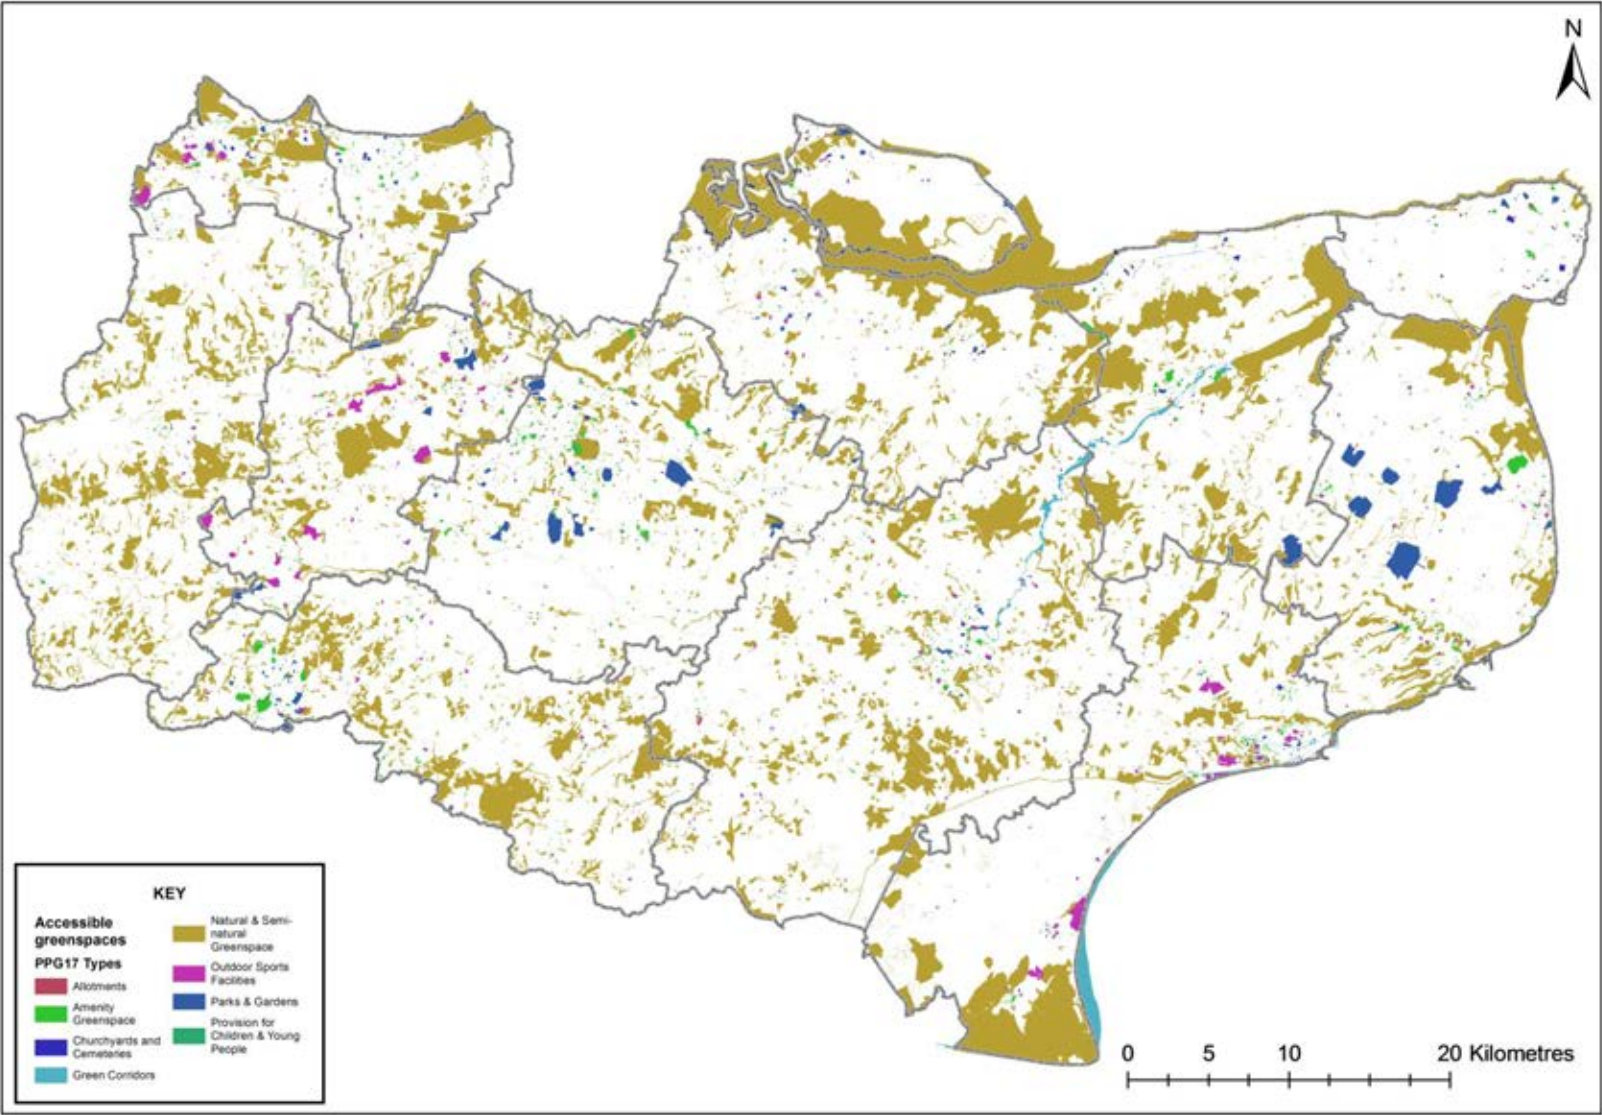 N
KEY
Accessible
greenspaces
PPG17 Types
Allotments
Amenity
Greenspace
Churchyards and
Cemeteries
Green Corridors
Natural & Semi-
natural
Greenspace
Outdoor Sports
Facilities
Parks & Gardens
Provision for
Children & Young
People
0 5 10 20 Kilometres